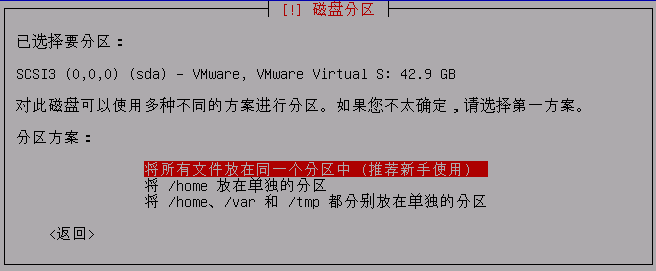 [!] 磁盘分区
已选择要分区：
SCSI3 (0,0,0) (sda) - VMware, VMware Virtual S: 42.9 GB
对此磁盘可以使用多种不同的方案进行分区。如果您不太确定，请选择第一方案。
分区方案：
将所有文件放在同一个分区中（推荐新手使用）
将 /home 放在单独的分区
将 /home、/var 和 /tmp 都分别放在单独的分区
<返回>